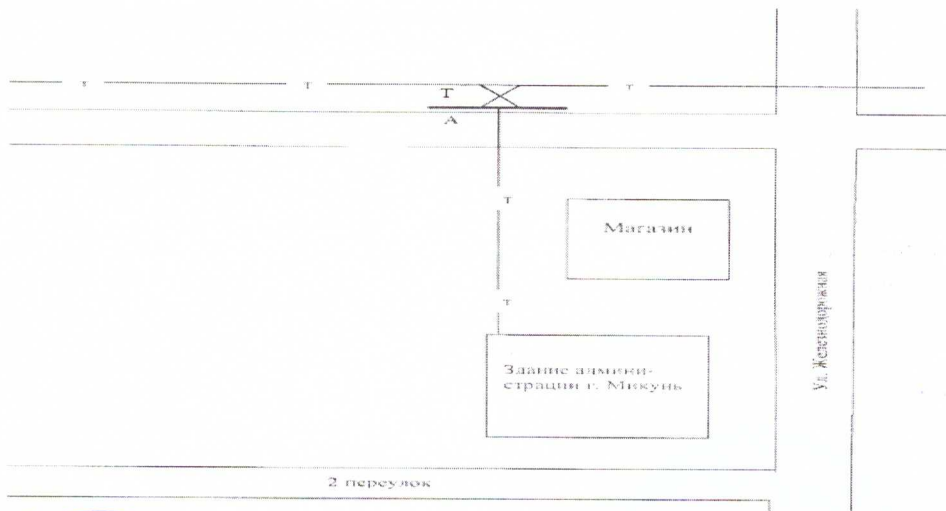 т т т
Т
А
т
Магазин
т
Здание админи-
страции г. Микунь
Ул. Железнодорожная
2 переулок